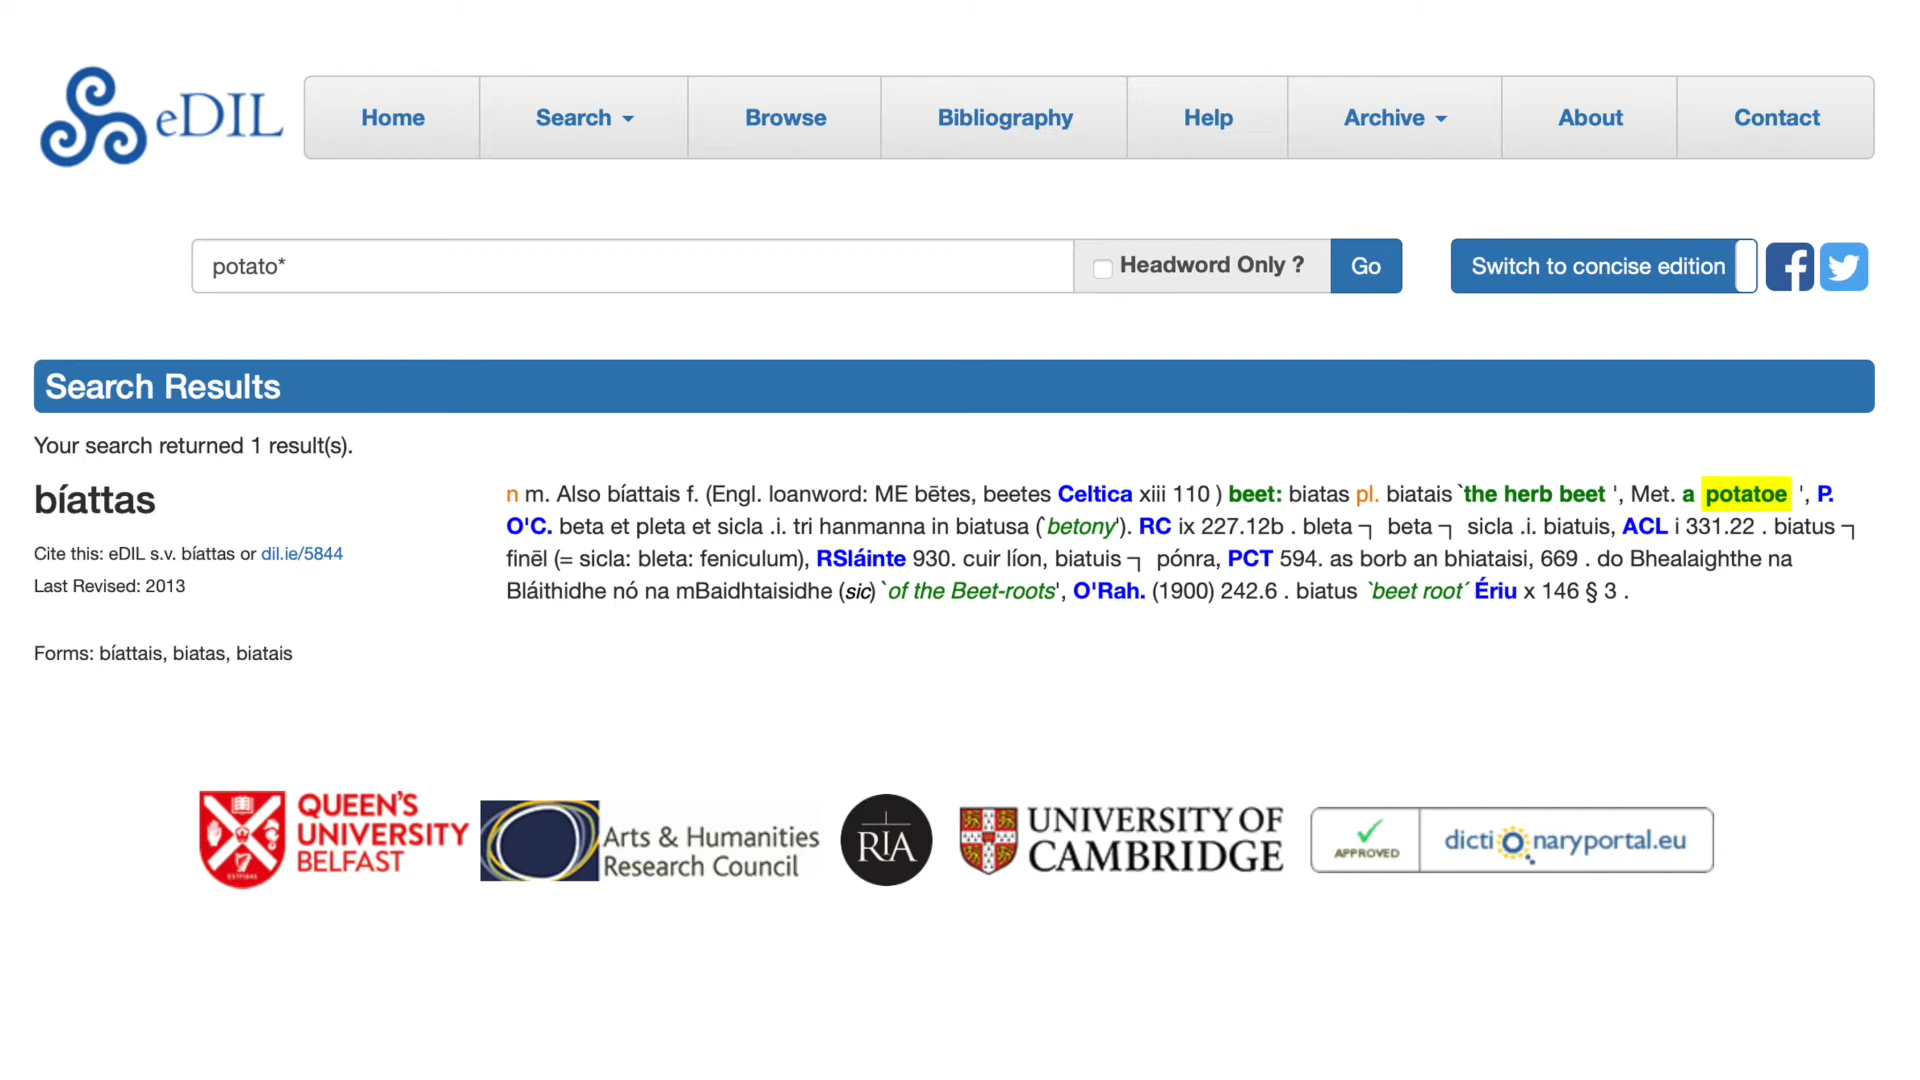 eDIL
Home Search Browse Bibliography Help Archive About Contact
potato* Headword Only ? Go Switch to concise edition
Search Results
Your search returned 1 result(s).
bíattas
Cite this: eDIL s.v. bíattas or dil.ie/5844
Last Revised: 2013
Forms: bíattais, biatas, biatais
n m. Also bíattais f. (Engl. loanword: ME bētes, beetes Celtica xiii 110 ) beet: biatas pl. biatais `the herb beet ', Met. a potatoe ', P.
O'C. beta et pleta et sicla .i. tri hanmanna in biatusa (`betony'). RC ix 227.12b . bleta ┐ beta ┐ sicla .i. biatuis, ACL i 331.22 . biatus ┐
finēl (= sicla: bleta: feniculum), RSláinte 930. cuir líon, biatuis ┐ pónra, PCT 594. as borb an bhiataisi, 669 . do Bhealaighthe na
Bláithidhe nó na mBaidhtaisidhe (sic) `of the Beet-roots', O'Rah. (1900) 242.6 . biatus `beet root´ Ériu x 146 § 3 .
QUEEN'S
UNIVERSITY
BELFAST
Arts & Humanities
Research Council
RIA
UNIVERSITY OF
CAMBRIDGE
APPROVED
dictionaryportal.eu